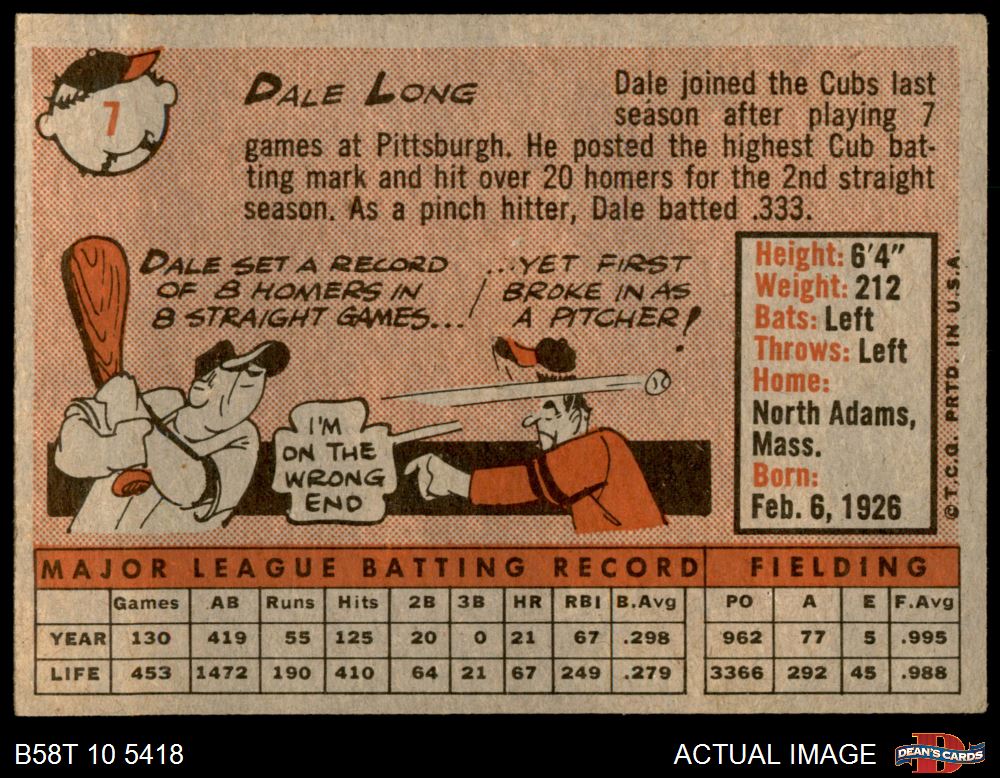 7
DALE LONG
Dale joined the Cubs last
season after playing 7
games at Pittsburgh. He posted the highest Cub bat-
ting mark and hit over 20 homers for the 2nd straight
season. As a pinch hitter, Dale batted .333.
DALE SET A RECORD
OF 8 HOMERS IN
8 STRAIGHT GAMES...
...YET FIRST
BROKE IN AS
A PITCHER!
I'M
ON THE
WRONG
END
Height: 6'4"
Weight: 212
Bats: Left
Throws: Left
Home:
North Adams,
Mass.
Born:
Feb. 6, 1926
©T.C.G. PRTD. IN U.S.A.
MAJOR LEAGUE BATTING RECORD FIELDING
Games AB Runs Hits 2B 3B HR RBI B.Avg PO A E F.Avg
YEAR 130 419 55 125 20 0 21 67 .298 962 77 5 .995
LIFE 453 1472 190 410 64 21 67 249 .279 3366 292 45 .988
B58T 10 5418
ACTUAL IMAGE
D
DEAN'S CARDS